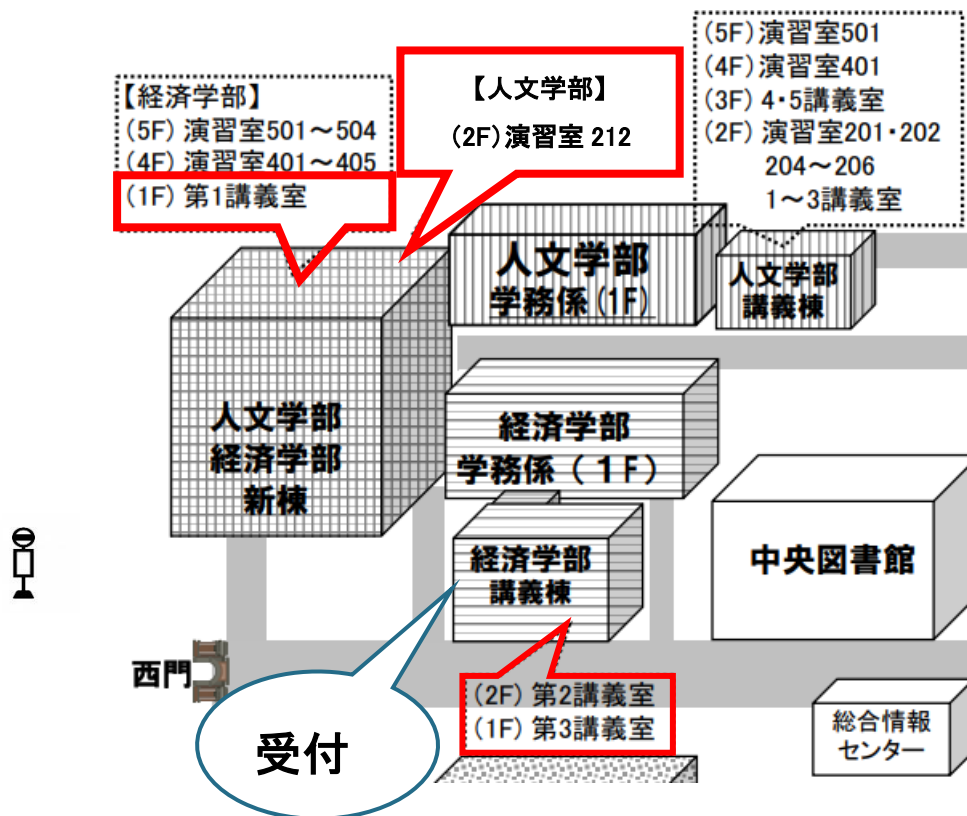 【経済学部】
(5F) 演習室501～504
(4F) 演習室401～405
(1F) 第1講義室
【人文学部】
(2F) 演習室 212
(5F) 演習室501
(4F) 演習室401
(3F) 4・5講義室
(2F) 演習室201・202
204～206
1～3講義室
人文学部
学務係(1F)
人文学部
講義棟
人文学部
経済学部
新棟
経済学部
学務係（1F）
経済学部
講義棟
中央図書館
西門
受付
(2F) 第2講義室
(1F) 第3講義室
総合情報
センター